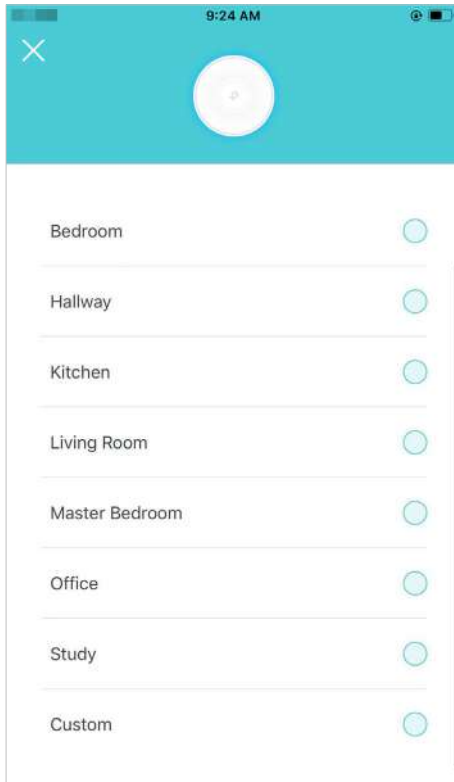 9:24 AM
Bedroom
Hallway
Kitchen
Living Room
Master Bedroom
Office
Study
Custom